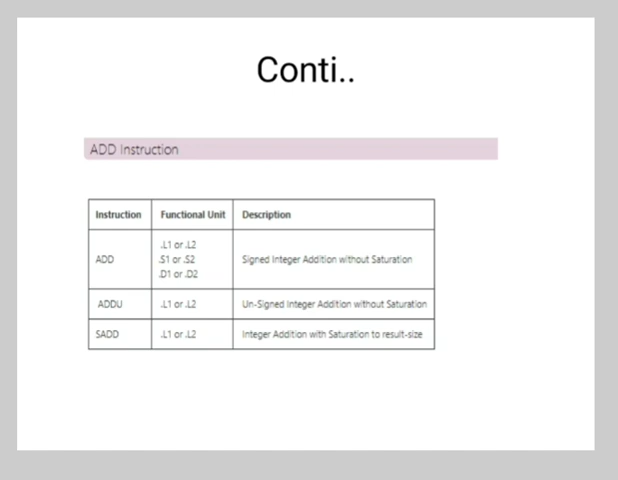 Conti..
ADD Instruction
Instruction Functional Unit Description
ADD .L1 or .L2 .S1 or .S2 .D1 or .D2 Signed Integer Addition without Saturation
ADDU .L1 or .L2 Un-Signed Integer Addition without Saturation
SADD .L1 or .L2 Integer Addition with Saturation to result-size